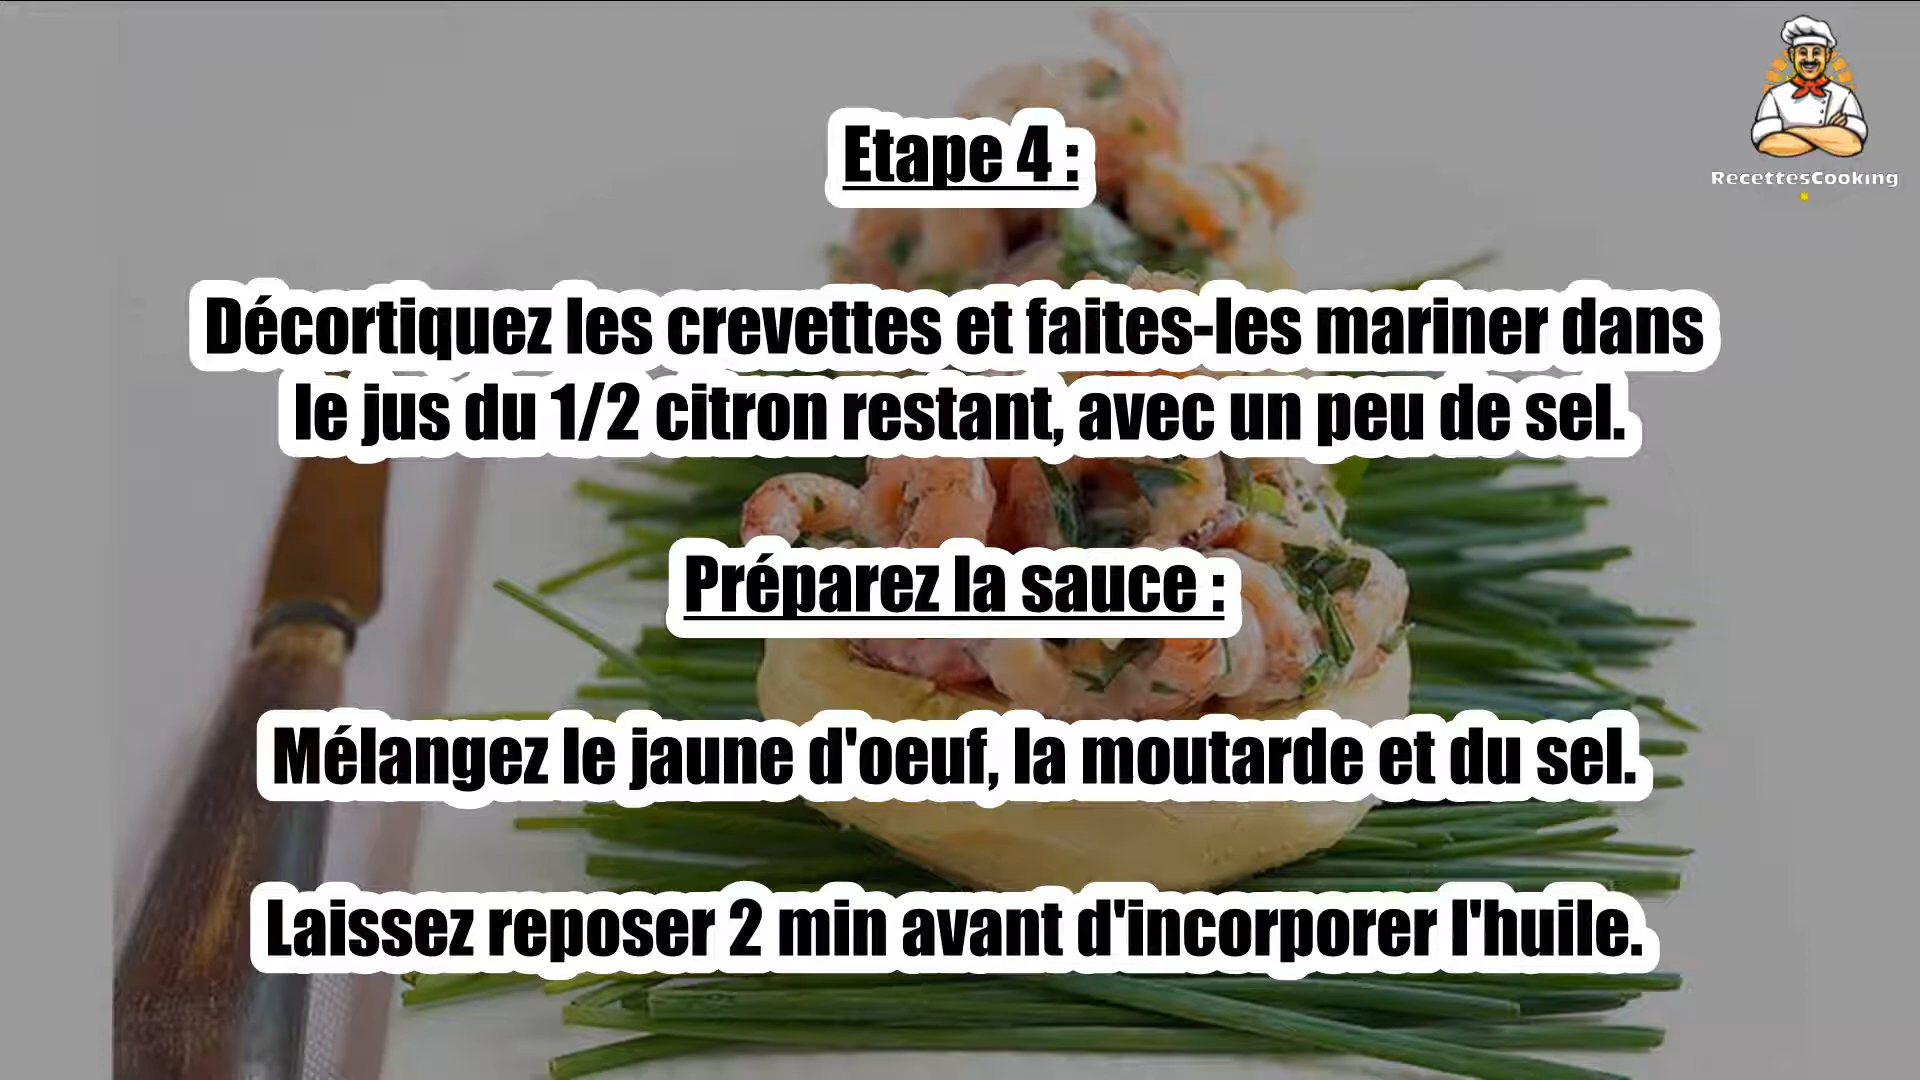 RecettesCooking
Etape 4 :
Décortiquez les crevettes et faites-les mariner dans
le jus du 1/2 citron restant, avec un peu de sel.
Préparez la sauce :
Mélangez le jaune d'oeuf, la moutarde et du sel.
Laissez reposer 2 min avant d'incorporer l'huile.